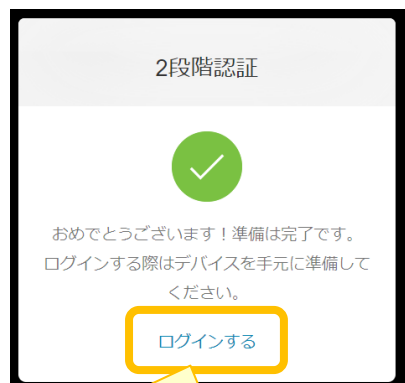 2段階認証
おめでとうございます！準備は完了です。
ログインする際はデバイスを手元に準備して
ください。
ログインする